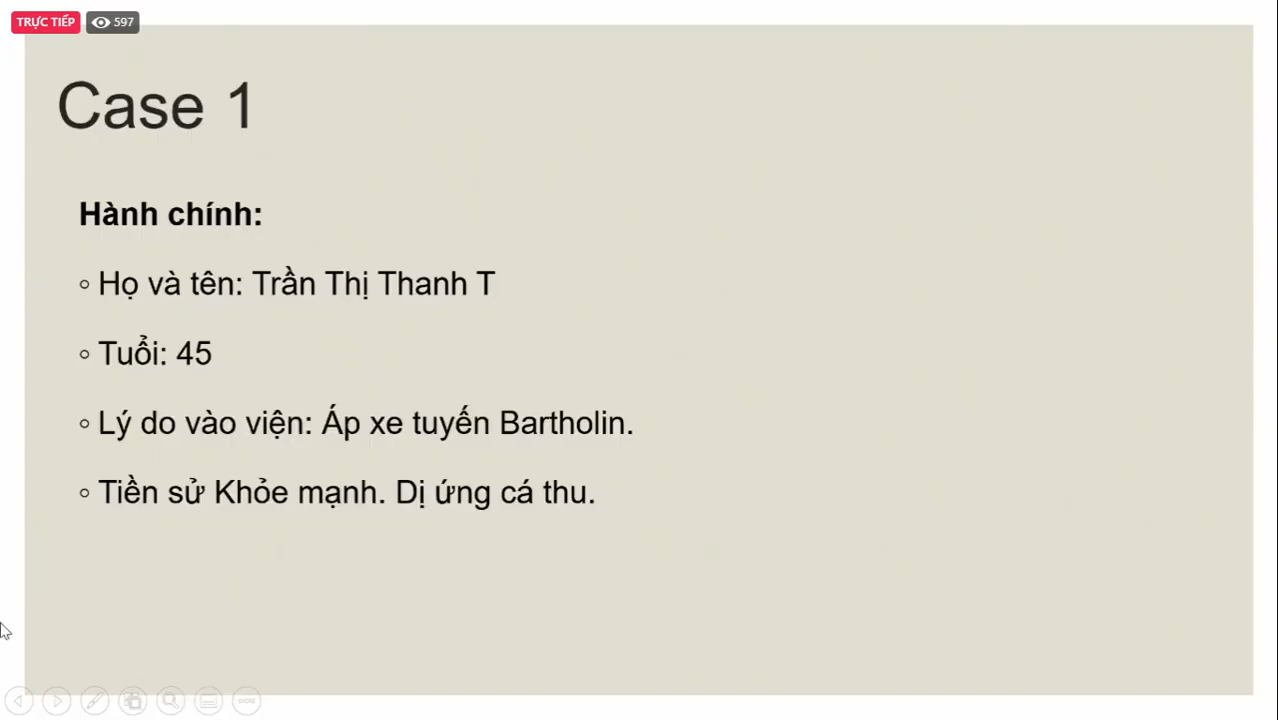 TRỰC TIẾP 597
Case 1
Hành chính:
◦ Họ và tên: Trần Thị Thanh T
◦ Tuổi: 45
◦ Lý do vào viện: Áp xe tuyến Bartholin.
◦ Tiền sử Khỏe mạnh. Dị ứng cá thu.